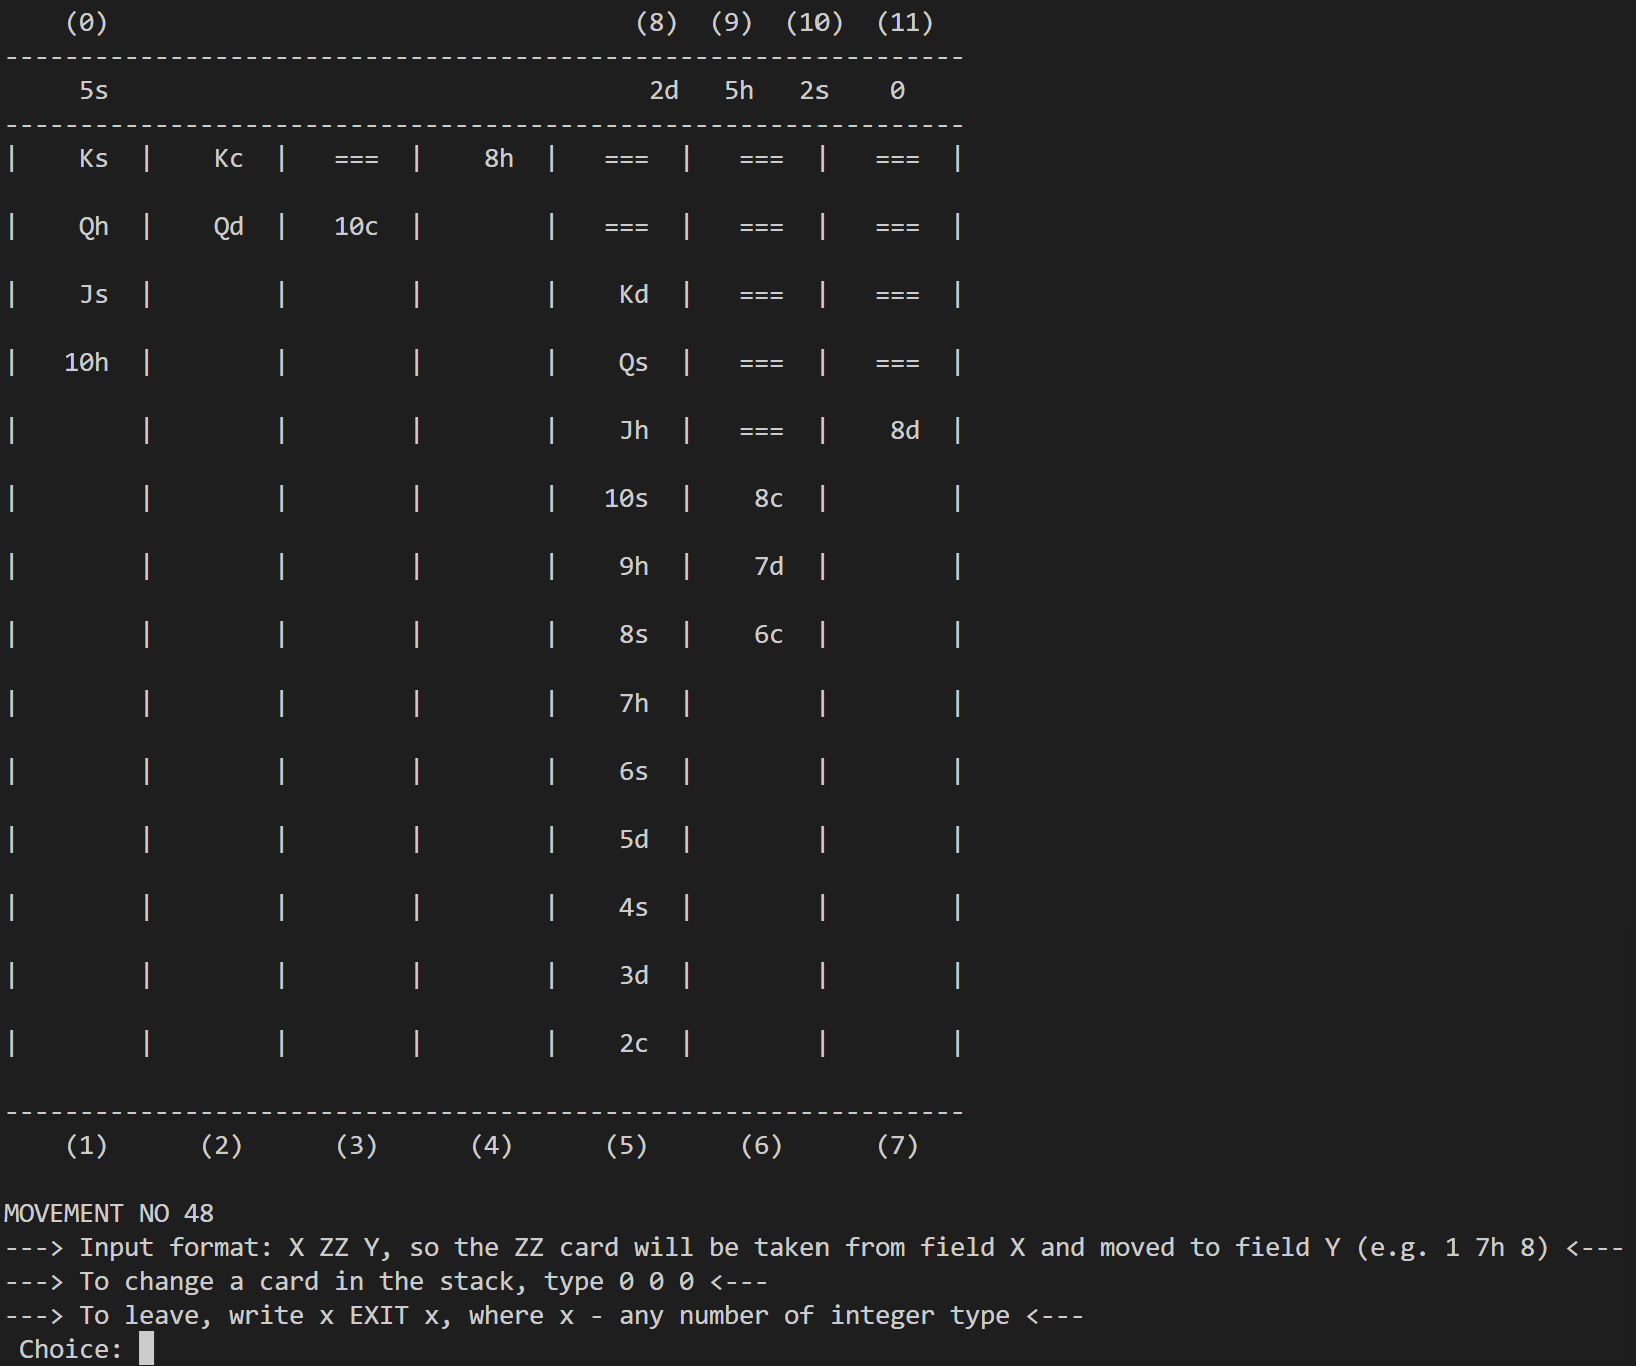 (0) (8) (9) (10) (11)
----------------------------------------------------------------
5s 2d 5h 2s 0
----------------------------------------------------------------
| Ks | Kc | === | 8h | === | === | === |
| Qh | Qd | 10c | | === | === | === |
| Js | | | | Kd | === | === |
| 10h | | | | Qs | === | === |
| | | | | Jh | === | 8d |
| | | | | 10s | 8c | |
| | | | | 9h | 7d | |
| | | | | 8s | 6c | |
| | | | | 7h | | |
| | | | | 6s | | |
| | | | | 5d | | |
| | | | | 4s | | |
| | | | | 3d | | |
| | | | | 2c | | |
----------------------------------------------------------------
(1) (2) (3) (4) (5) (6) (7)
MOVEMENT NO 48
---> Input format: X ZZ Y, so the ZZ card will be taken from field X and moved to field Y (e.g. 1 7h 8) <---
---> To change a card in the stack, type 0 0 0 <---
---> To leave, write x EXIT x, where x - any number of integer type <---
Choice: